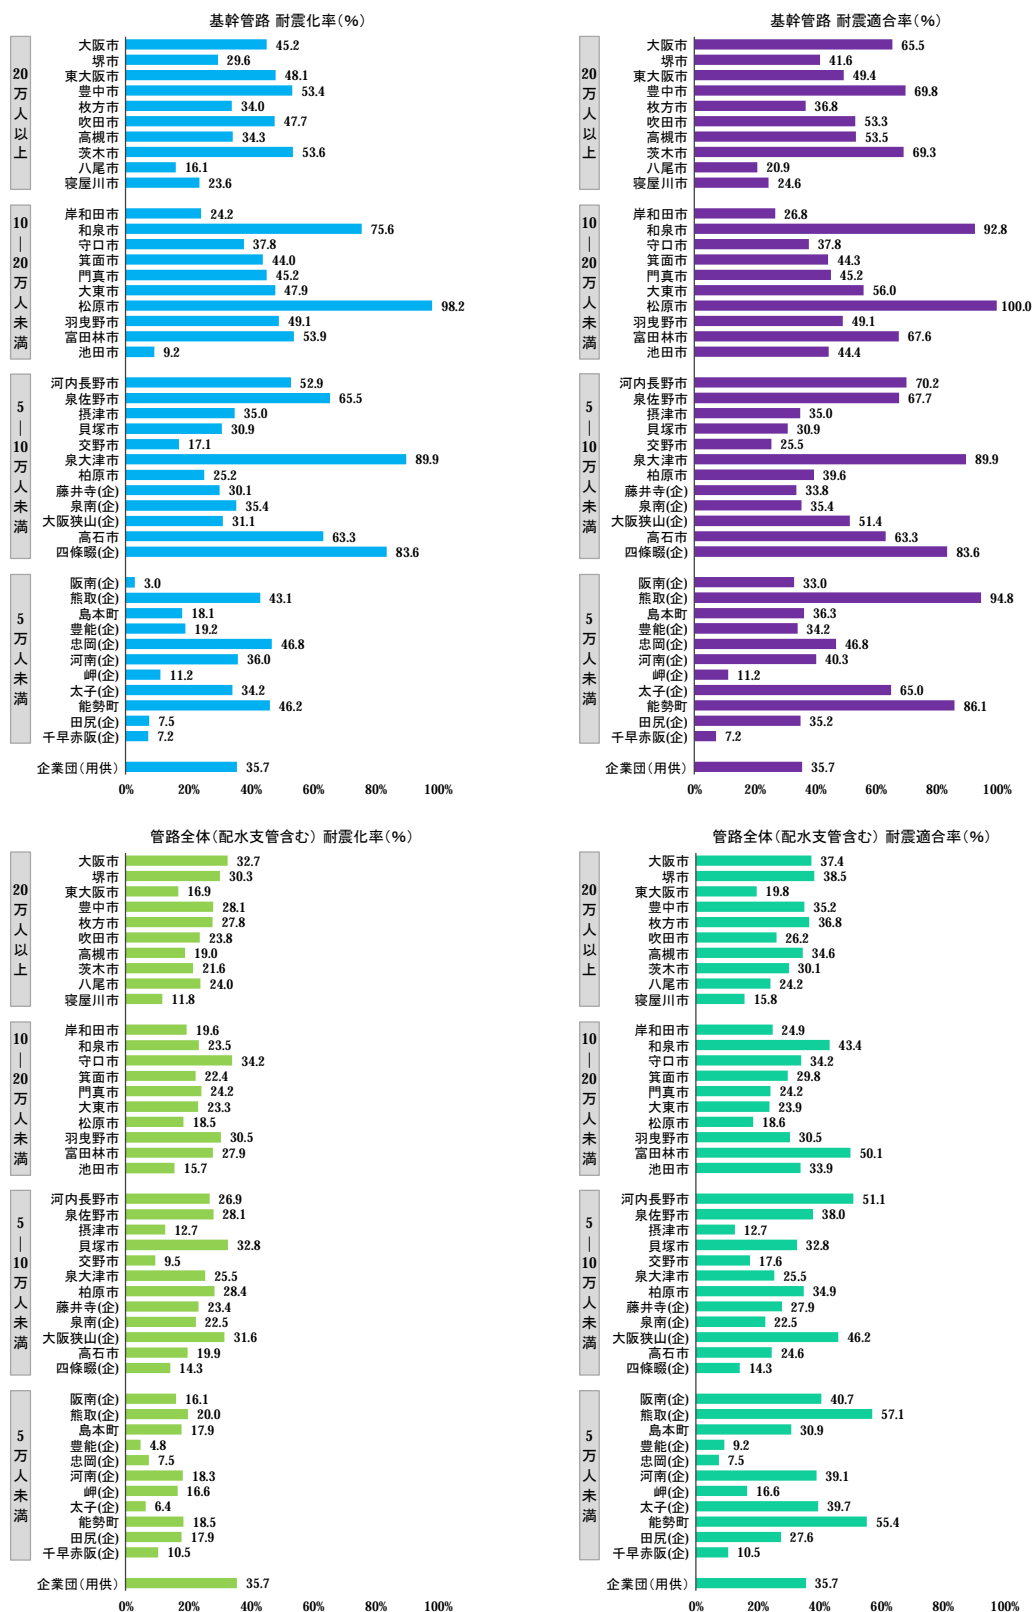 基幹管路 耐震化率(%)
20万人以上
大阪市 45.2
堺市 29.6
東大阪市 48.1
豊中市 53.4
枚方市 34.0
吹田市 47.7
高槻市 34.3
茨木市 53.6
八尾市 16.1
寝屋川市 23.6
10―20万人未満
岸和田市 24.2
和泉市 75.6
守口市 37.8
箕面市 44.0
門真市 45.2
大東市 47.9
松原市 98.2
羽曳野市 49.1
富田林市 53.9
池田市 9.2
5―10万人未満
河内長野市 52.9
泉佐野市 65.5
摂津市 35.0
貝塚市 30.9
交野市 17.1
泉大津市 89.9
柏原市 25.2
藤井寺(企) 30.1
泉南(企) 35.4
大阪狭山(企) 31.1
高石市 63.3
四條畷(企) 83.6
5万人未満
阪南(企) 3.0
熊取(企) 43.1
島本町 18.1
豊能(企) 19.2
忠岡(企) 46.8
河南(企) 36.0
岬(企) 11.2
太子(企) 34.2
能勢町 46.2
田尻(企) 7.5
千早赤阪(企) 7.2
企業団(用供) 35.7
0% 20% 40% 60% 80% 100%
基幹管路 耐震適合率(%)
20万人以上
大阪市 65.5
堺市 41.6
東大阪市 49.4
豊中市 69.8
枚方市 36.8
吹田市 53.3
高槻市 53.5
茨木市 69.3
八尾市 20.9
寝屋川市 24.6
10―20万人未満
岸和田市 26.8
和泉市 92.8
守口市 37.8
箕面市 44.3
門真市 45.2
大東市 56.0
松原市 100.0
羽曳野市 49.1
富田林市 67.6
池田市 44.4
5―10万人未満
河内長野市 70.2
泉佐野市 67.7
摂津市 35.0
貝塚市 30.9
交野市 25.5
泉大津市 89.9
柏原市 39.6
藤井寺(企) 33.8
泉南(企) 35.4
大阪狭山(企) 51.4
高石市 63.3
四條畷(企) 83.6
5万人未満
阪南(企) 33.0
熊取(企) 94.8
島本町 36.3
豊能(企) 34.2
忠岡(企) 46.8
河南(企) 40.3
岬(企) 11.2
太子(企) 65.0
能勢町 86.1
田尻(企) 35.2
千早赤阪(企) 7.2
企業団(用供) 35.7
0% 20% 40% 60% 80% 100%
管路全体(配水支管含む) 耐震化率(%)
20万人以上
大阪市 32.7
堺市 30.3
東大阪市 16.9
豊中市 28.1
枚方市 27.8
吹田市 23.8
高槻市 19.0
茨木市 21.6
八尾市 24.0
寝屋川市 11.8
10―20万人未満
岸和田市 19.6
和泉市 23.5
守口市 34.2
箕面市 22.4
門真市 24.2
大東市 23.3
松原市 18.5
羽曳野市 30.5
富田林市 27.9
池田市 15.7
5―10万人未満
河内長野市 26.9
泉佐野市 28.1
摂津市 12.7
貝塚市 32.8
交野市 9.5
泉大津市 25.5
柏原市 28.4
藤井寺(企) 23.4
泉南(企) 22.5
大阪狭山(企) 31.6
高石市 19.9
四條畷(企) 14.3
5万人未満
阪南(企) 16.1
熊取(企) 20.0
島本町 17.9
豊能(企) 4.8
忠岡(企) 7.5
河南(企) 18.3
岬(企) 16.6
太子(企) 6.4
能勢町 18.5
田尻(企) 17.9
千早赤阪(企) 10.5
企業団(用供) 35.7
0% 20% 40% 60% 80% 100%
管路全体(配水支管含む) 耐震適合率(%)
20万人以上
大阪市 37.4
堺市 38.5
東大阪市 19.8
豊中市 35.2
枚方市 36.8
吹田市 26.2
高槻市 34.6
茨木市 30.1
八尾市 24.2
寝屋川市 15.8
10―20万人未満
岸和田市 24.9
和泉市 43.4
守口市 34.2
箕面市 29.8
門真市 24.2
大東市 23.9
松原市 18.6
羽曳野市 30.5
富田林市 50.1
池田市 33.9
5―10万人未満
河内長野市 51.1
泉佐野市 38.0
摂津市 12.7
貝塚市 32.8
交野市 17.6
泉大津市 25.5
柏原市 34.9
藤井寺(企) 27.9
泉南(企) 22.5
大阪狭山(企) 46.2
高石市 24.6
四條畷(企) 14.3
5万人未満
阪南(企) 40.7
熊取(企) 57.1
島本町 30.9
豊能(企) 9.2
忠岡(企) 7.5
河南(企) 39.1
岬(企) 16.6
太子(企) 39.7
能勢町 55.4
田尻(企) 27.6
千早赤阪(企) 10.5
企業団(用供) 35.7
0% 20% 40% 60% 80% 100%